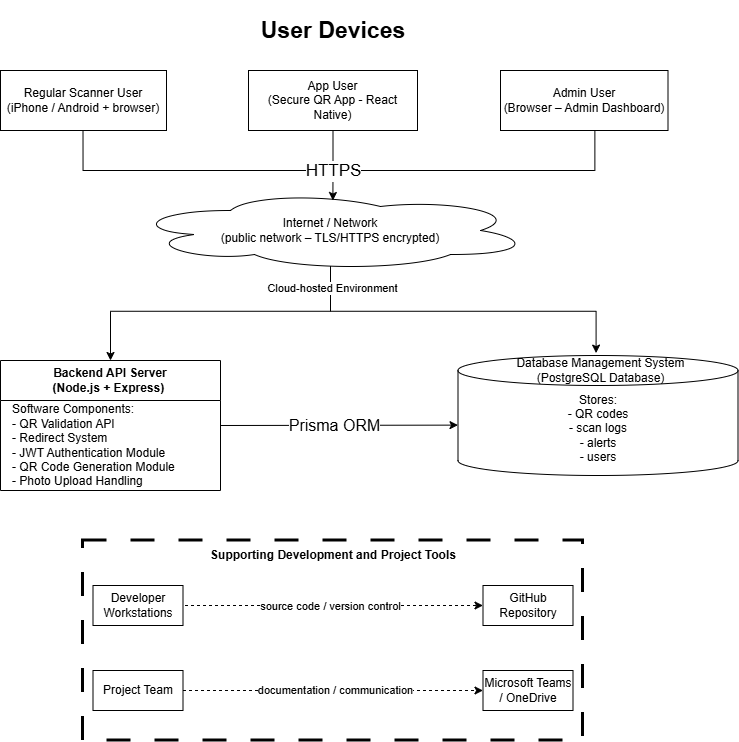 User Devices
Regular Scanner User
(iPhone / Android + browser)
App User
(Secure QR App - React
Native)
Admin User
(Browser – Admin Dashboard)
HTTPS
Internet / Network
(public network – TLS/HTTPS encrypted)
Cloud-hosted Environment
Backend API Server
(Node.js + Express)
Software Components:
- QR Validation API
- Redirect System
- JWT Authentication Module
- QR Code Generation Module
- Photo Upload Handling
Prisma ORM
Database Management System
(PostgreSQL Database)
Stores:
- QR codes
- scan logs
- alerts
- users
Supporting Development and Project Tools
Developer
Workstations
source code / version control
GitHub
Repository
Project Team
documentation / communication
Microsoft Teams
/ OneDrive